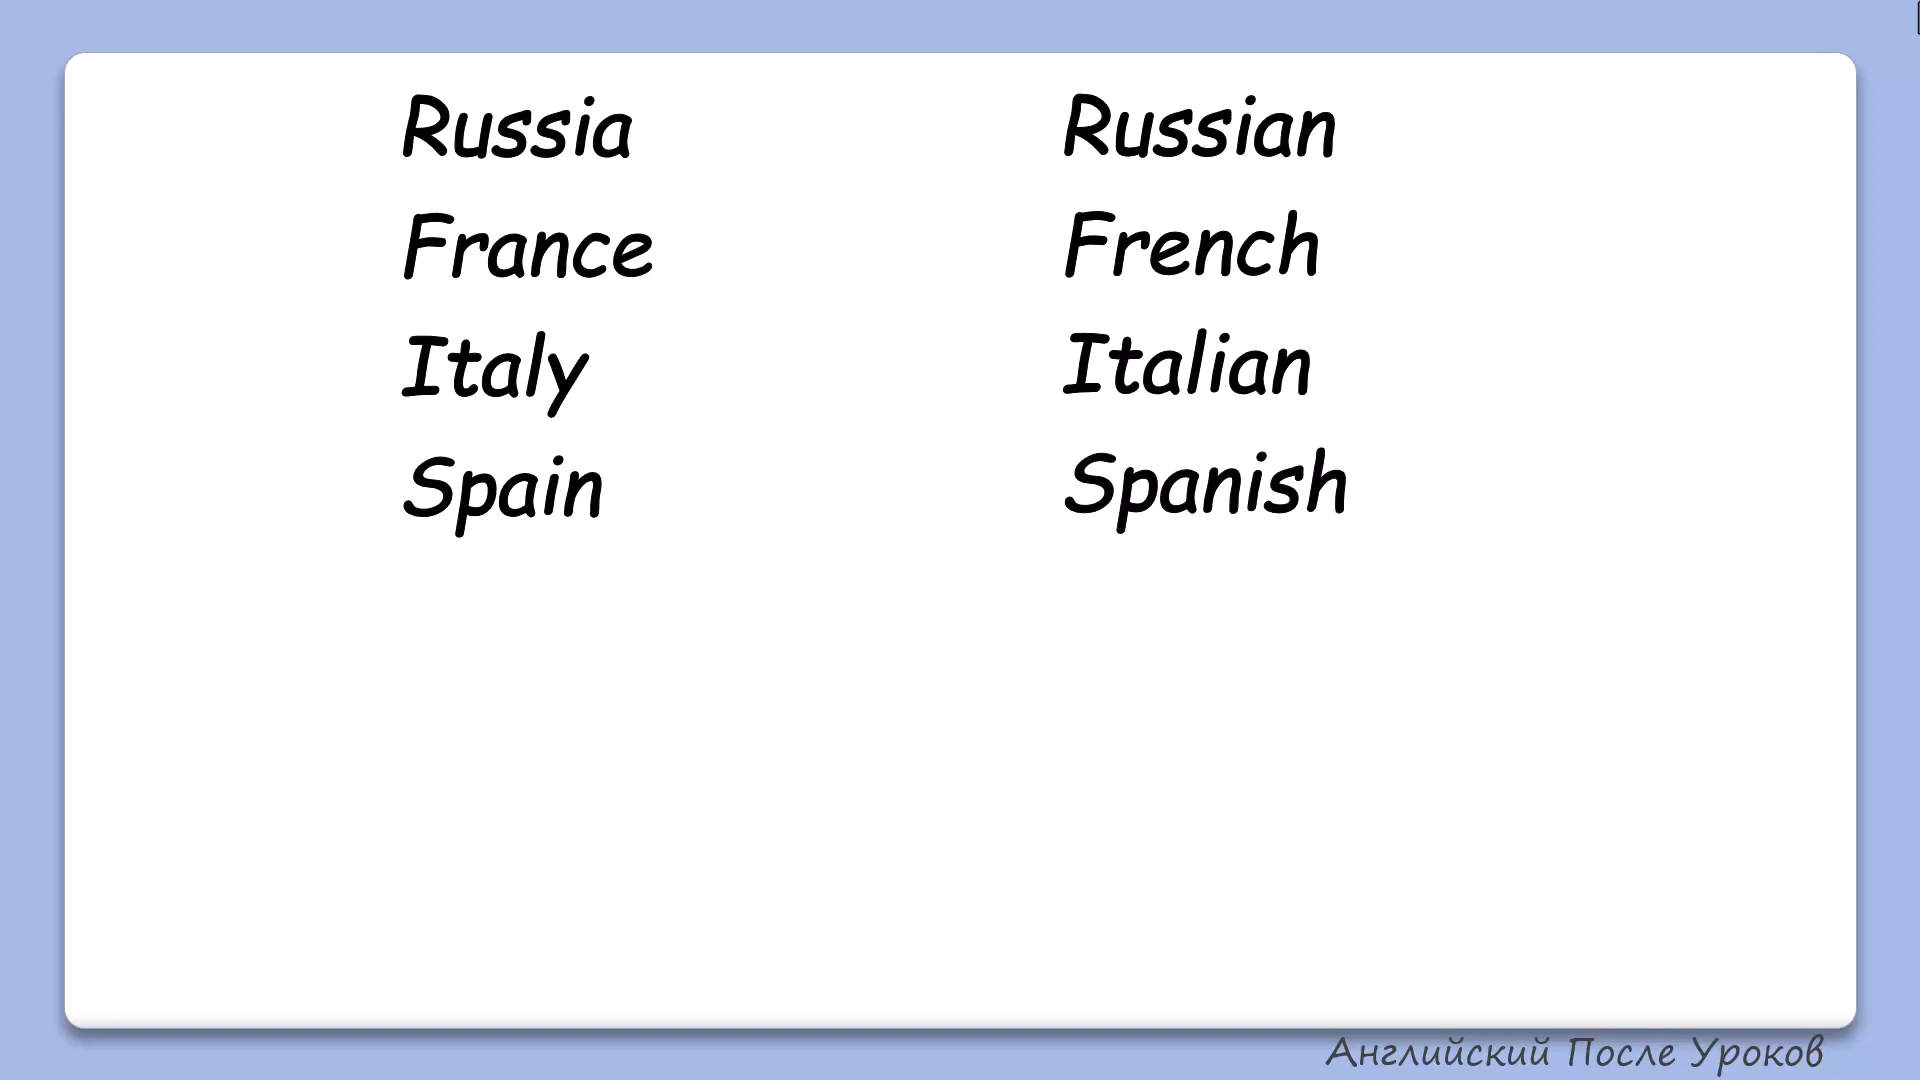 Russia Russian
France French
Italy Italian
Spain Spanish
Английский После Уроков